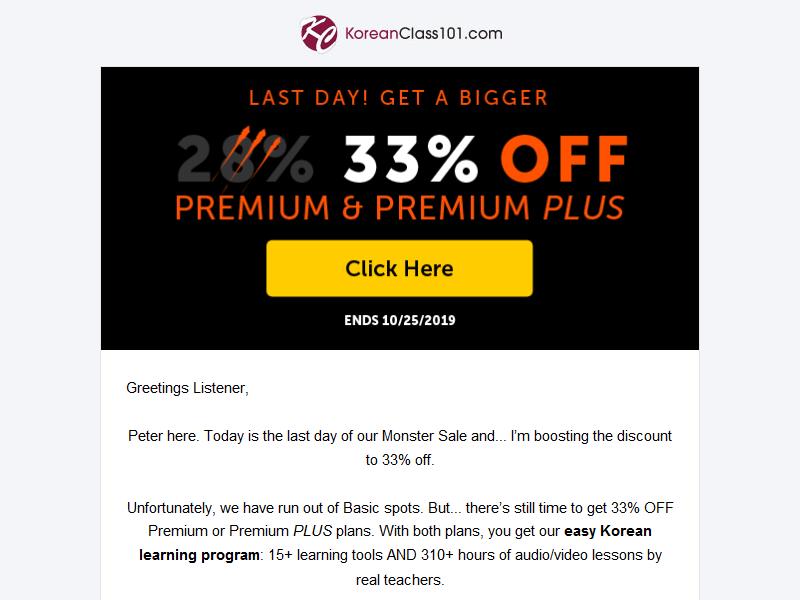 KoreanClass101.com
LAST DAY! GET A BIGGER
28% 33% OFF
PREMIUM & PREMIUM PLUS
Click Here
ENDS 10/25/2019
Greetings Listener,
Peter here. Today is the last day of our Monster Sale and... I’m boosting the discount
to 33% off.
Unfortunately, we have run out of Basic spots. But... there’s still time to get 33% OFF
Premium or Premium PLUS plans. With both plans, you get our easy Korean
learning program: 15+ learning tools AND 310+ hours of audio/video lessons by
real teachers.